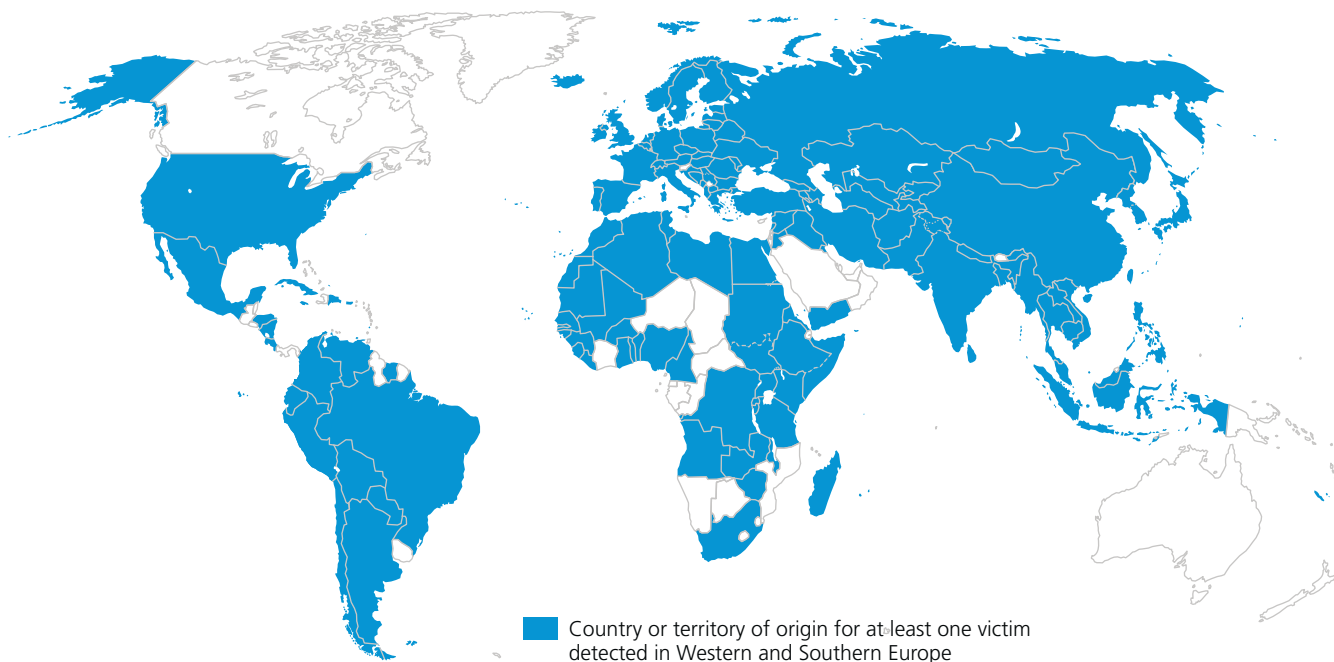 Country or territory of origin for at least one victim
detected in Western and Southern Europe